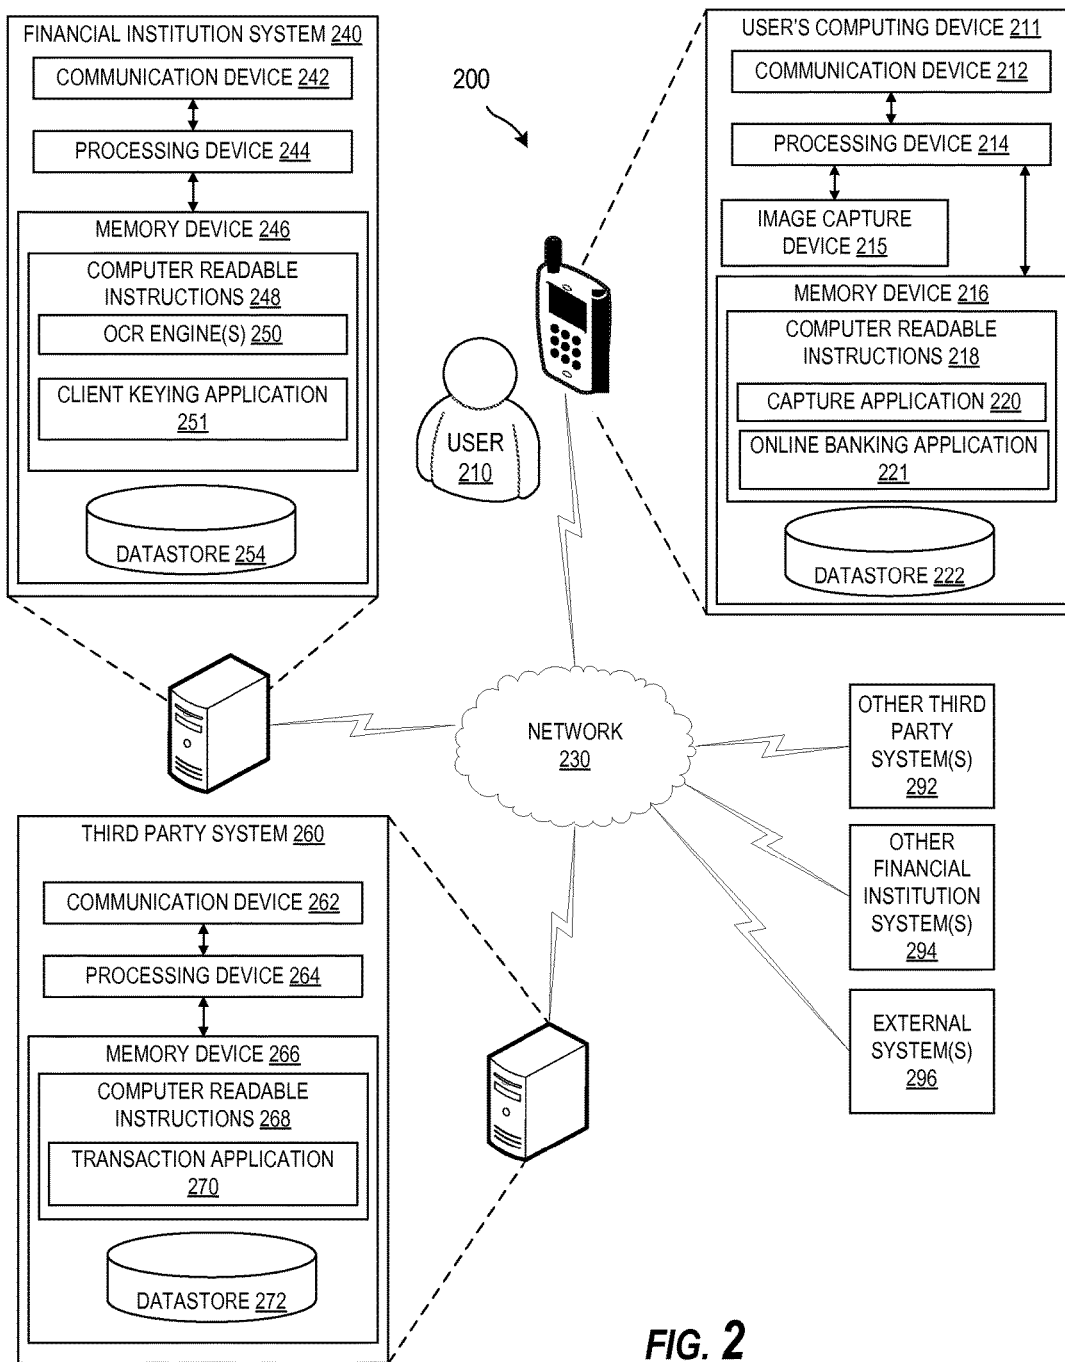 FINANCIAL INSTITUTION SYSTEM 240
COMMUNICATION DEVICE 242
PROCESSING DEVICE 244
MEMORY DEVICE 246
COMPUTER READABLE
INSTRUCTIONS 248
OCR ENGINE(S) 250
CLIENT KEYING APPLICATION
251
DATASTORE 254
200
USER
210
USER'S COMPUTING DEVICE 211
COMMUNICATION DEVICE 212
PROCESSING DEVICE 214
IMAGE CAPTURE
DEVICE 215
MEMORY DEVICE 216
COMPUTER READABLE
INSTRUCTIONS 218
CAPTURE APPLICATION 220
ONLINE BANKING APPLICATION
221
DATASTORE 222
NETWORK
230
OTHER THIRD
PARTY
SYSTEM(S)
292
OTHER
FINANCIAL
INSTITUTION
SYSTEM(S)
294
EXTERNAL
SYSTEM(S)
296
THIRD PARTY SYSTEM 260
COMMUNICATION DEVICE 262
PROCESSING DEVICE 264
MEMORY DEVICE 266
COMPUTER READABLE
INSTRUCTIONS 268
TRANSACTION APPLICATION
270
DATASTORE 272
FIG. 2